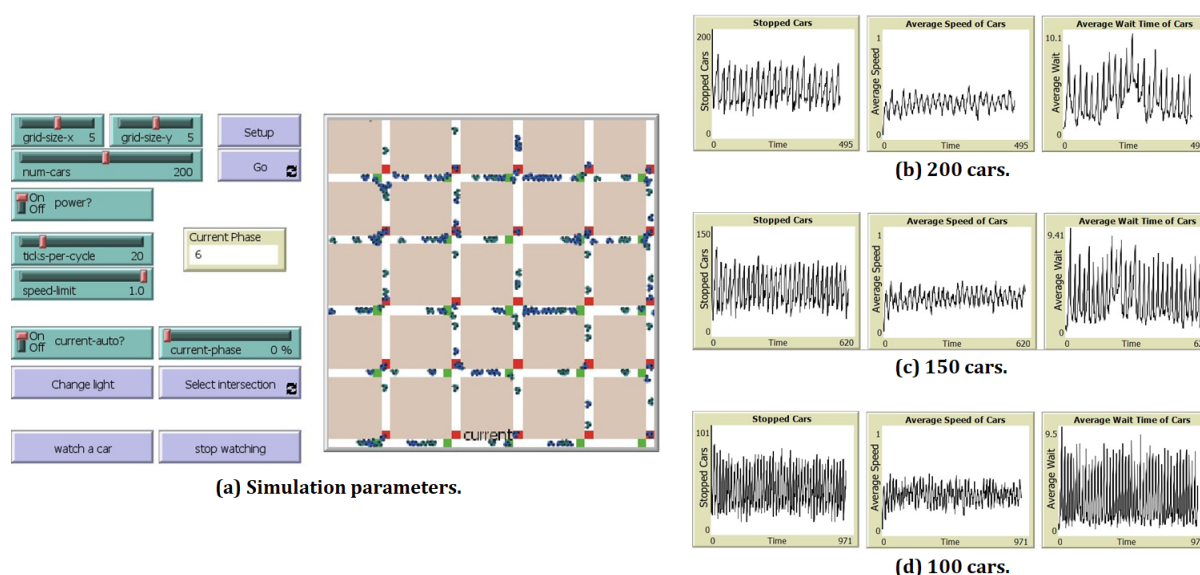 grid-size-x 5
grid-size-y 5
Setup
num-cars 200
Go
On
Off
power?
ticks-per-cycle 20
Current Phase
6
speed-limit 1.0
On
Off
current-auto?
current-phase 0 %
Change light
Select intersection
watch a car
stop watching
current
(a) Simulation parameters.
Stopped Cars
200
Stopped Cars
0
0 Time 495
Average Speed of Cars
1
Average Speed
0
0 Time 495
Average Wait Time of Cars
10.1
Average Wait
0
0 Time 49
(b) 200 cars.
Stopped Cars
150
Stopped Cars
0
0 Time 620
Average Speed of Cars
1
Average Speed
0
0 Time 620
Average Wait Time of Cars
9.41
Average Wait
0
0 Time 62
(c) 150 cars.
Stopped Cars
101
Stopped Cars
0
0 Time 971
Average Speed of Cars
1
Average Speed
0
0 Time 971
Average Wait Time of Cars
9.5
Average Wait
0
0 Time 97
(d) 100 cars.